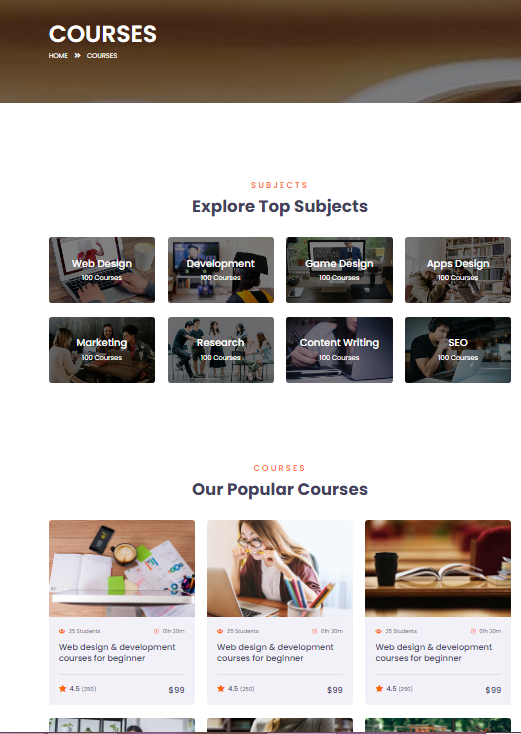 COURSES
HOME » COURSES
SUBJECTS
Explore Top Subjects
Web Design
100 Courses
Development
100 Courses
Game Design
100 Courses
Apps Design
100 Courses
Marketing
100 Courses
Research
100 Courses
Content Writing
100 Courses
SEO
100 Courses
COURSES
Our Popular Courses
25 Students 01h 30m
Web design & development
courses for beginner
4.5 (250) $99
25 Students 01h 30m
Web design & development
courses for beginner
4.5 (250) $99
25 Students 01h 30m
Web design & development
courses for beginner
4.5 (250) $99